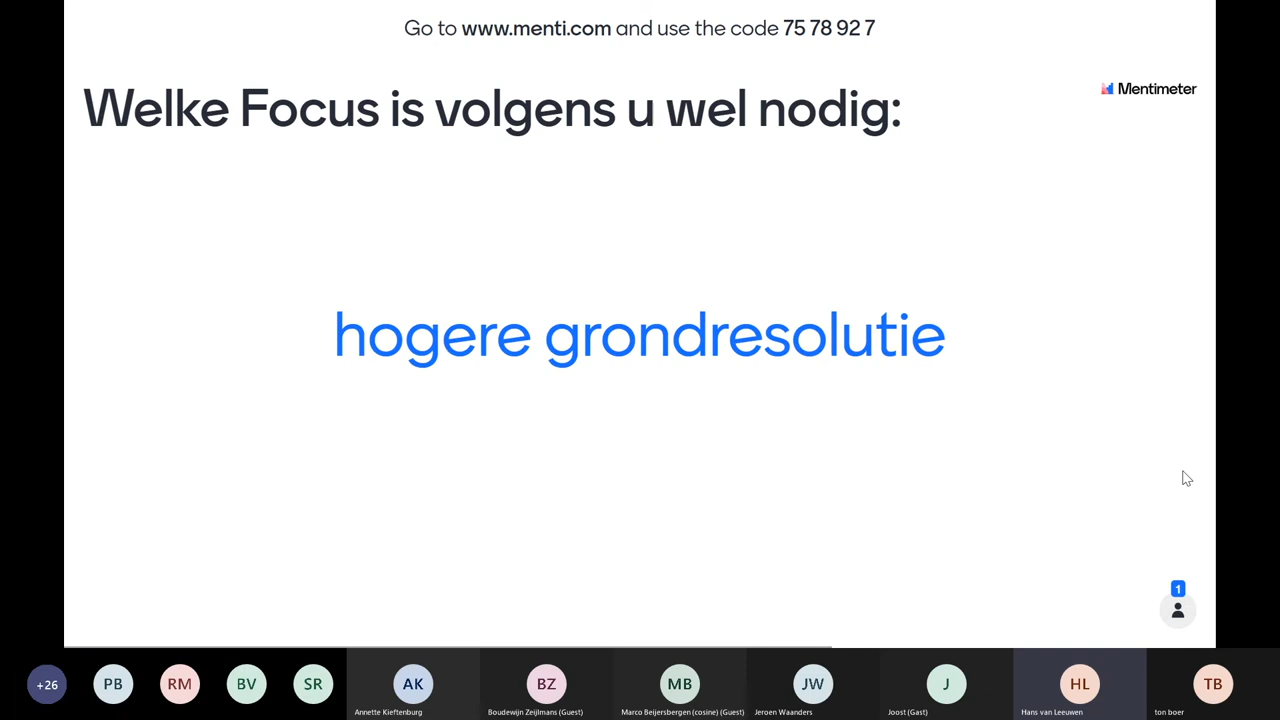 Go to www.menti.com and use the code 75 78 92 7
Welke Focus is volgens u wel nodig:
Mentimeter
hogere grondresolutie
1
+26
PB
RM
BV
SR
AK
BZ
MB
JW
J
HL
TB
Annette Kieftenburg
Boudewijn Zeijlmans (Guest)
Marco Beijersbergen (cosine) (Guest)
Jeroen Waanders
Joost (Gast)
Hans van Leeuwen
ton boer